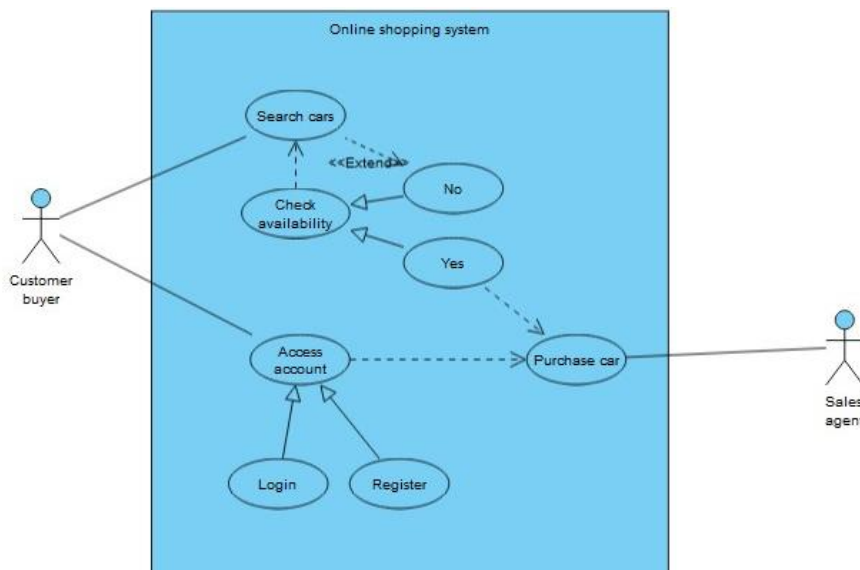 Online shopping system
Search cars
<<Extend>>
No
Check
availability
Yes
Customer
buyer
Access
account
Purchase car
Sales
agent
Login
Register